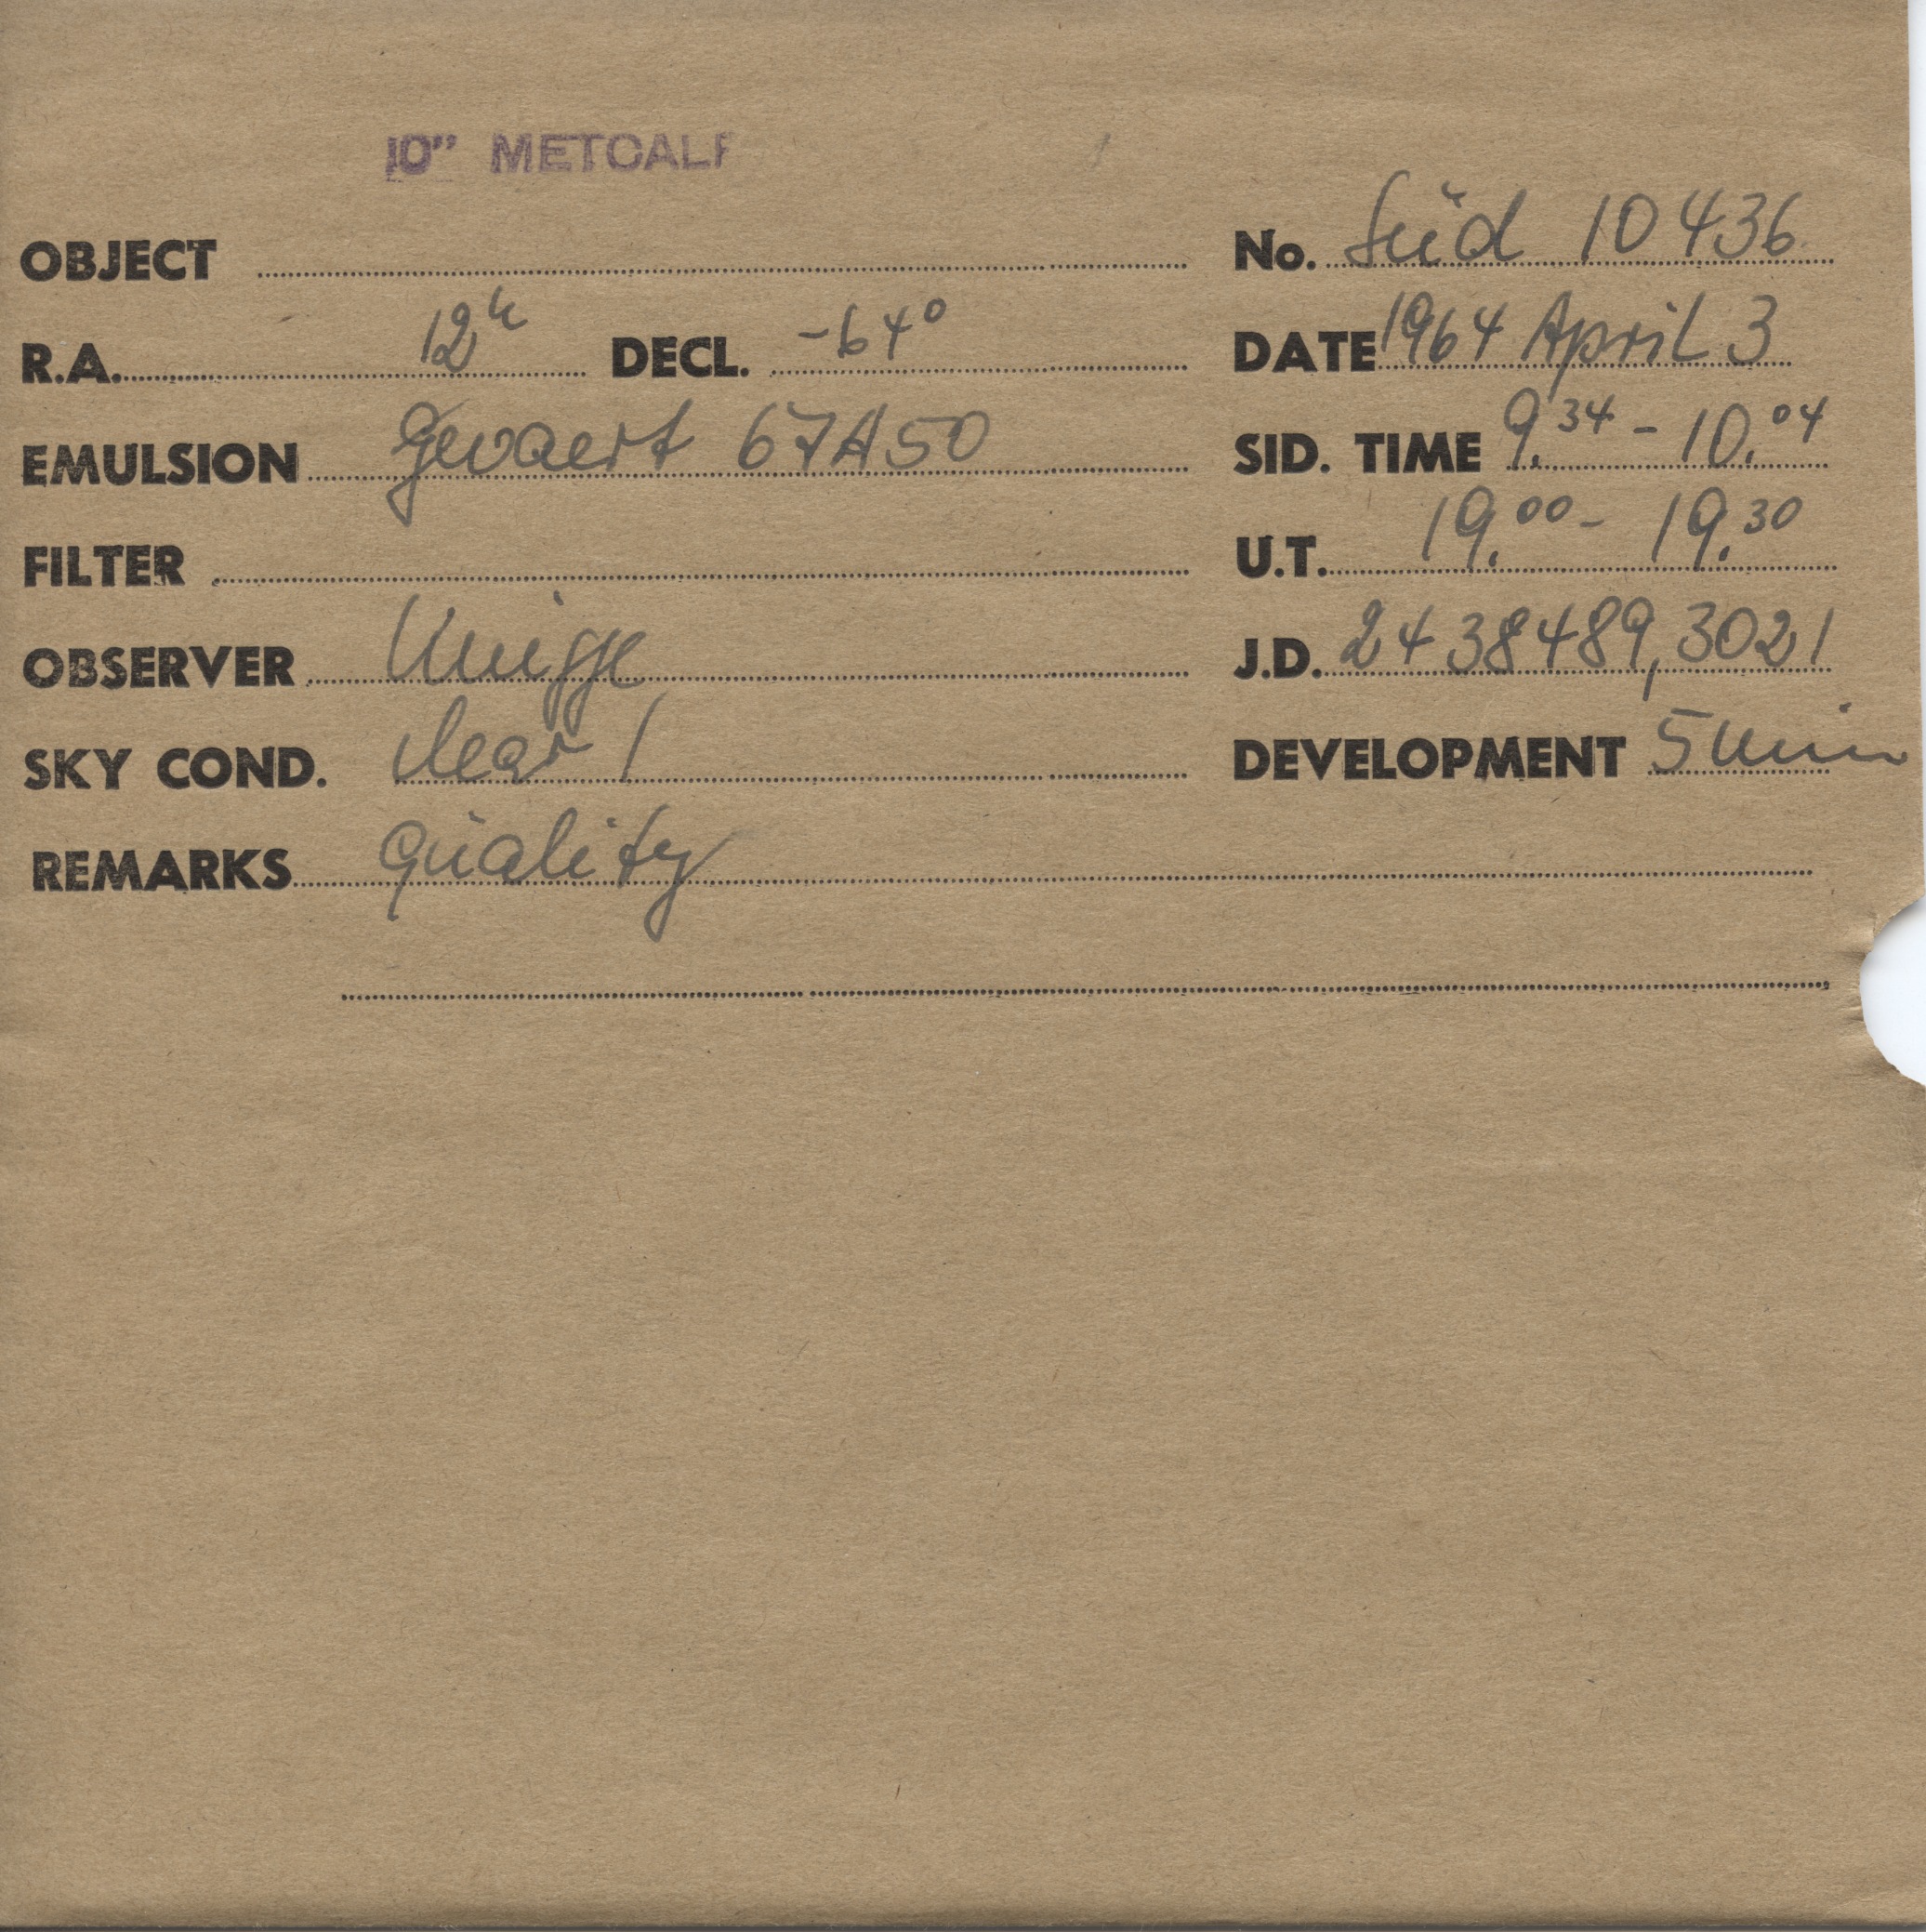 10" METCALF
OBJECT No. Süd 10436
R.A. 12h DECL. -64° DATE 1964 April 3
EMULSION Gevaert 67A50 SID. TIME 9.34 - 10.04
FILTER U.T. 19.00 - 19.30
OBSERVER J.D. 2438489,3021
SKY COND. clear 1 DEVELOPMENT 5 min
REMARKS quality